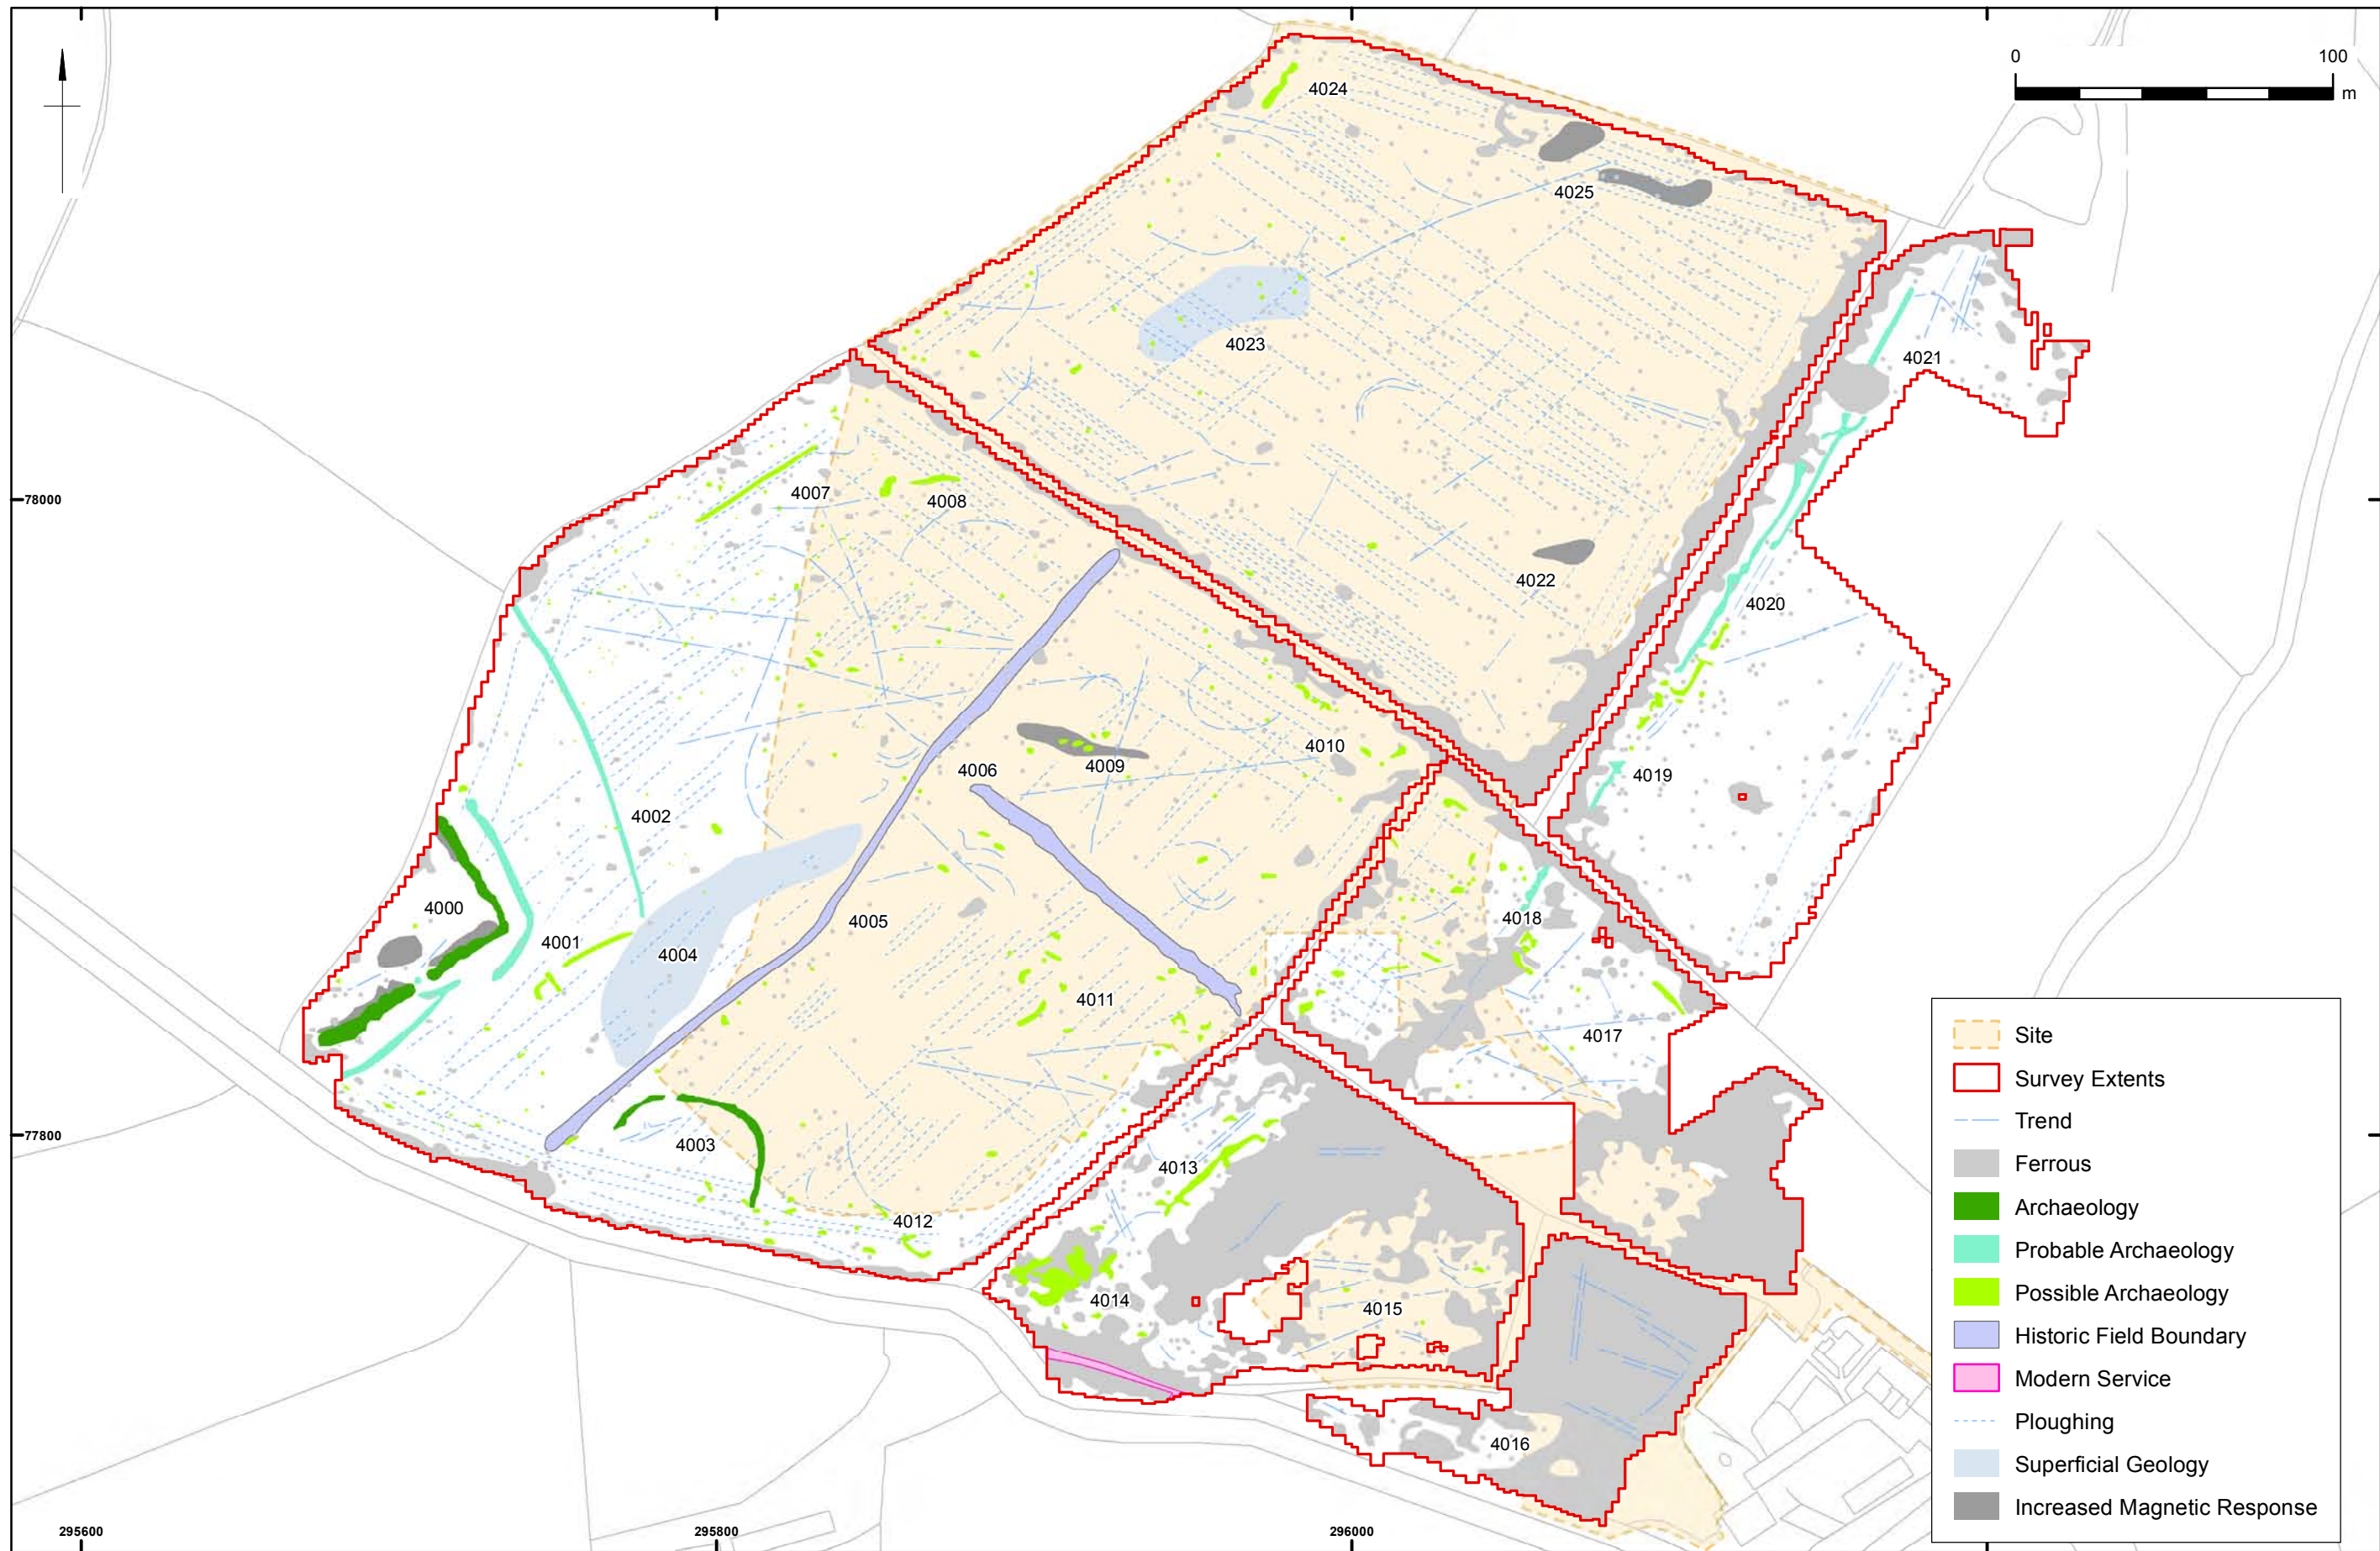 0 100
m
4024
4025
4023
4021
4007
4008
78000
4022
4020
4010
4009
4006
4019
4002
4000
4018
4005
4001
4004
4011
4017
Site
Survey Extents
Trend
Ferrous
Archaeology
Probable Archaeology
Possible Archaeology
Historic Field Boundary
Modern Service
Ploughing
Superficial Geology
Increased Magnetic Response
77800
4003
4013
4012
4014
4015
4016
295600
295800
296000